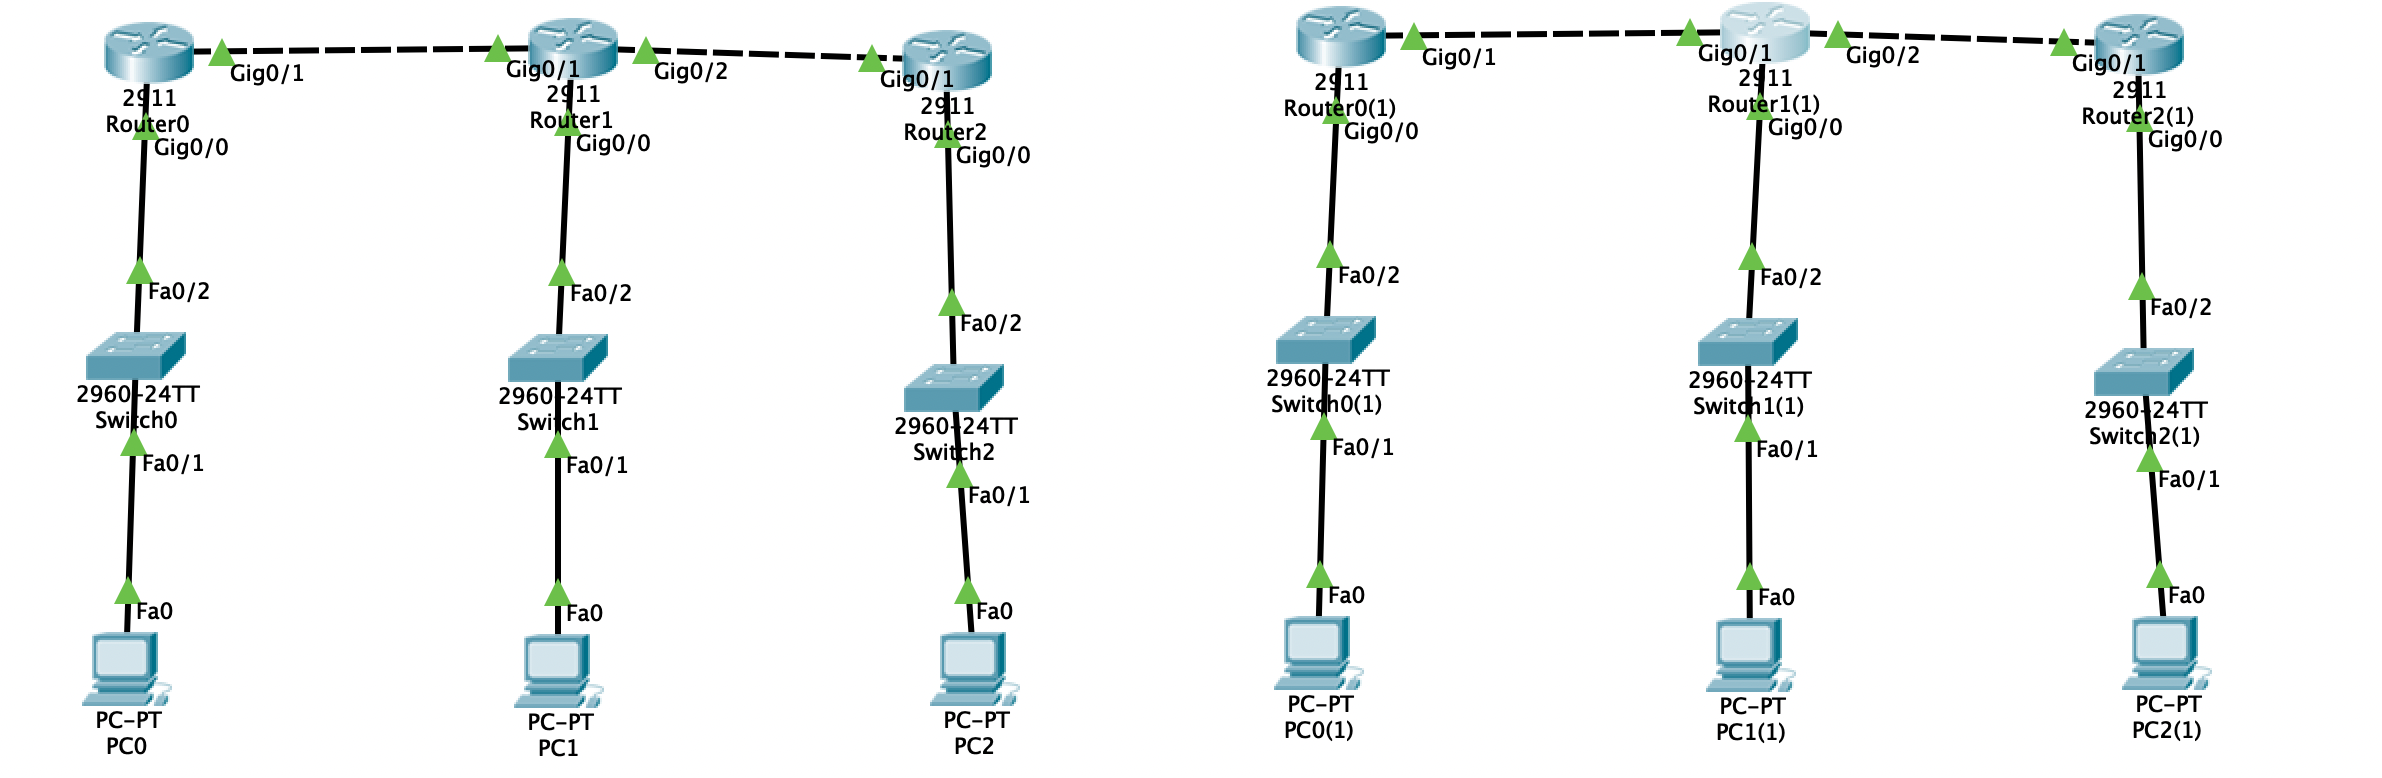 Gig0/1
Gig0/1
Gig0/2
Gig0/1
2911
Router0
Gig0/0
2911
Router1
Gig0/0
2911
Router2
Gig0/0
Fa0/2
Fa0/2
Fa0/2
2960-24TT
Switch0
2960-24TT
Switch1
2960-24TT
Switch2
Fa0/1
Fa0/1
Fa0/1
Fa0
Fa0
Fa0
PC-PT
PC0
PC-PT
PC1
PC-PT
PC2
Gig0/1
Gig0/1
Gig0/2
Gig0/1
2911
Router0(1)
Gig0/0
2911
Router1(1)
Gig0/0
2911
Router2(1)
Gig0/0
Fa0/2
Fa0/2
Fa0/2
2960-24TT
Switch0(1)
2960-24TT
Switch1(1)
2960-24TT
Switch2(1)
Fa0/1
Fa0/1
Fa0/1
Fa0
Fa0
Fa0
PC-PT
PC0(1)
PC-PT
PC1(1)
PC-PT
PC2(1)